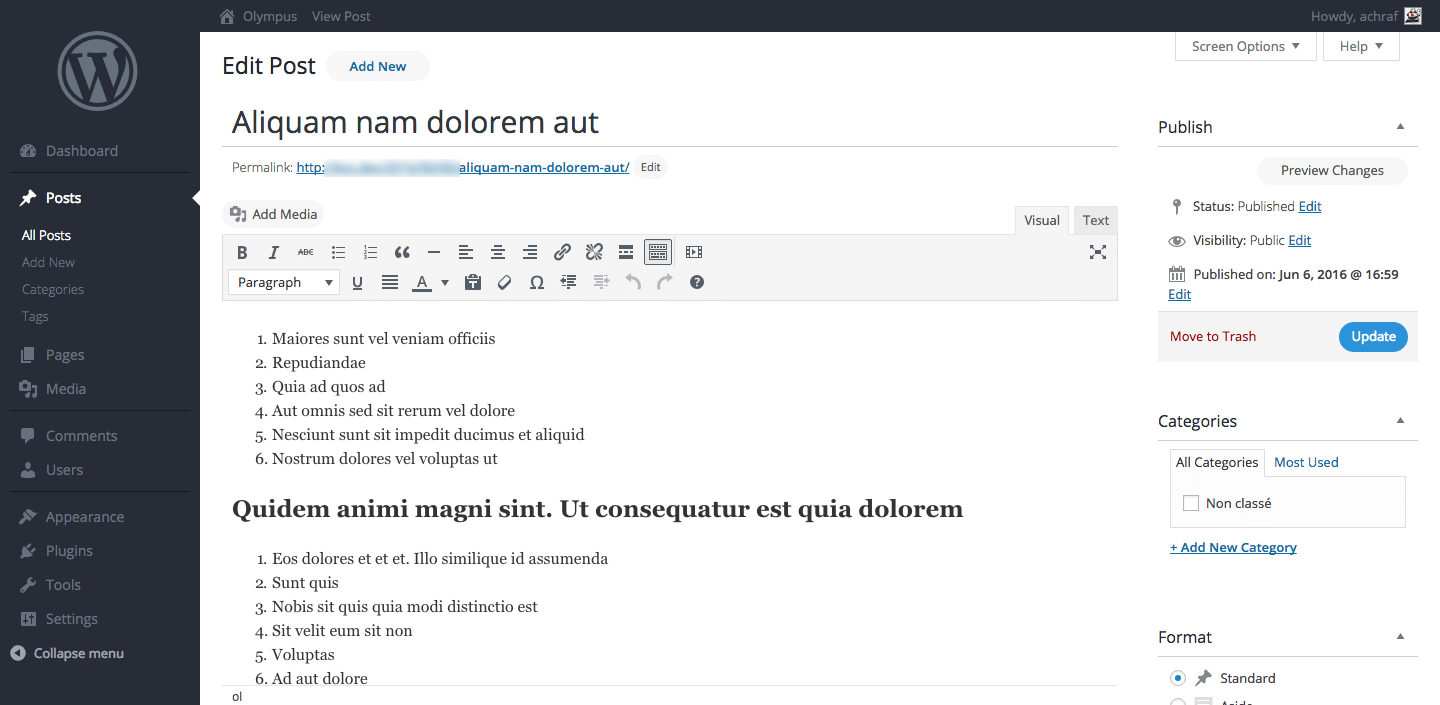 Olympus View Post Howdy, achraf
Screen Options Help
Edit Post Add New
Aliquam nam dolorem aut
Permalink: http: aliquam-nam-dolorem-aut/ Edit
Add Media
Visual Text
B I ABC
Paragraph U A Ω ?
1. Maiores sunt vel veniam officiis
2. Repudiandae
3. Quia ad quos ad
4. Aut omnis sed sit rerum vel dolore
5. Nesciunt sunt sit impedit ducimus et aliquid
6. Nostrum dolores vel voluptas ut
Quidem animi magni sint. Ut consequatur est quia dolorem
1. Eos dolores et et et. Illo similique id assumenda
2. Sunt quis
3. Nobis sit quis quia modi distinctio est
4. Sit velit eum sit non
5. Voluptas
6. Ad aut dolore
ol
Dashboard
Posts
All Posts
Add New
Categories
Tags
Pages
Media
Comments
Users
Appearance
Plugins
Tools
Settings
Collapse menu
Publish
Preview Changes
Status: Published Edit
Visibility: Public Edit
Published on: Jun 6, 2016 @ 16:59
Edit
Move to Trash Update
Categories
All Categories Most Used
Non classé
+ Add New Category
Format
Standard
Aside